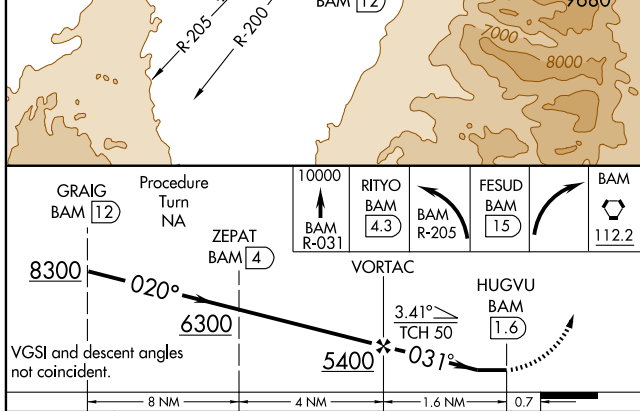 BAM 12
9660
R-205
R-200
7000
8000
GRAIG
BAM 12
Procedure
Turn
NA
ZEPAT
BAM 4
10000
BAM
R-031
RITYO
BAM
4.3
BAM
R-205
FESUD
BAM
15
BAM
112.2
VORTAC
HUGVU
BAM
1.6
8300
020°
6300
5400
3.41°
TCH 50
031°
VGSI and descent angles
not coincident.
8 NM
4 NM
1.6 NM
0.7